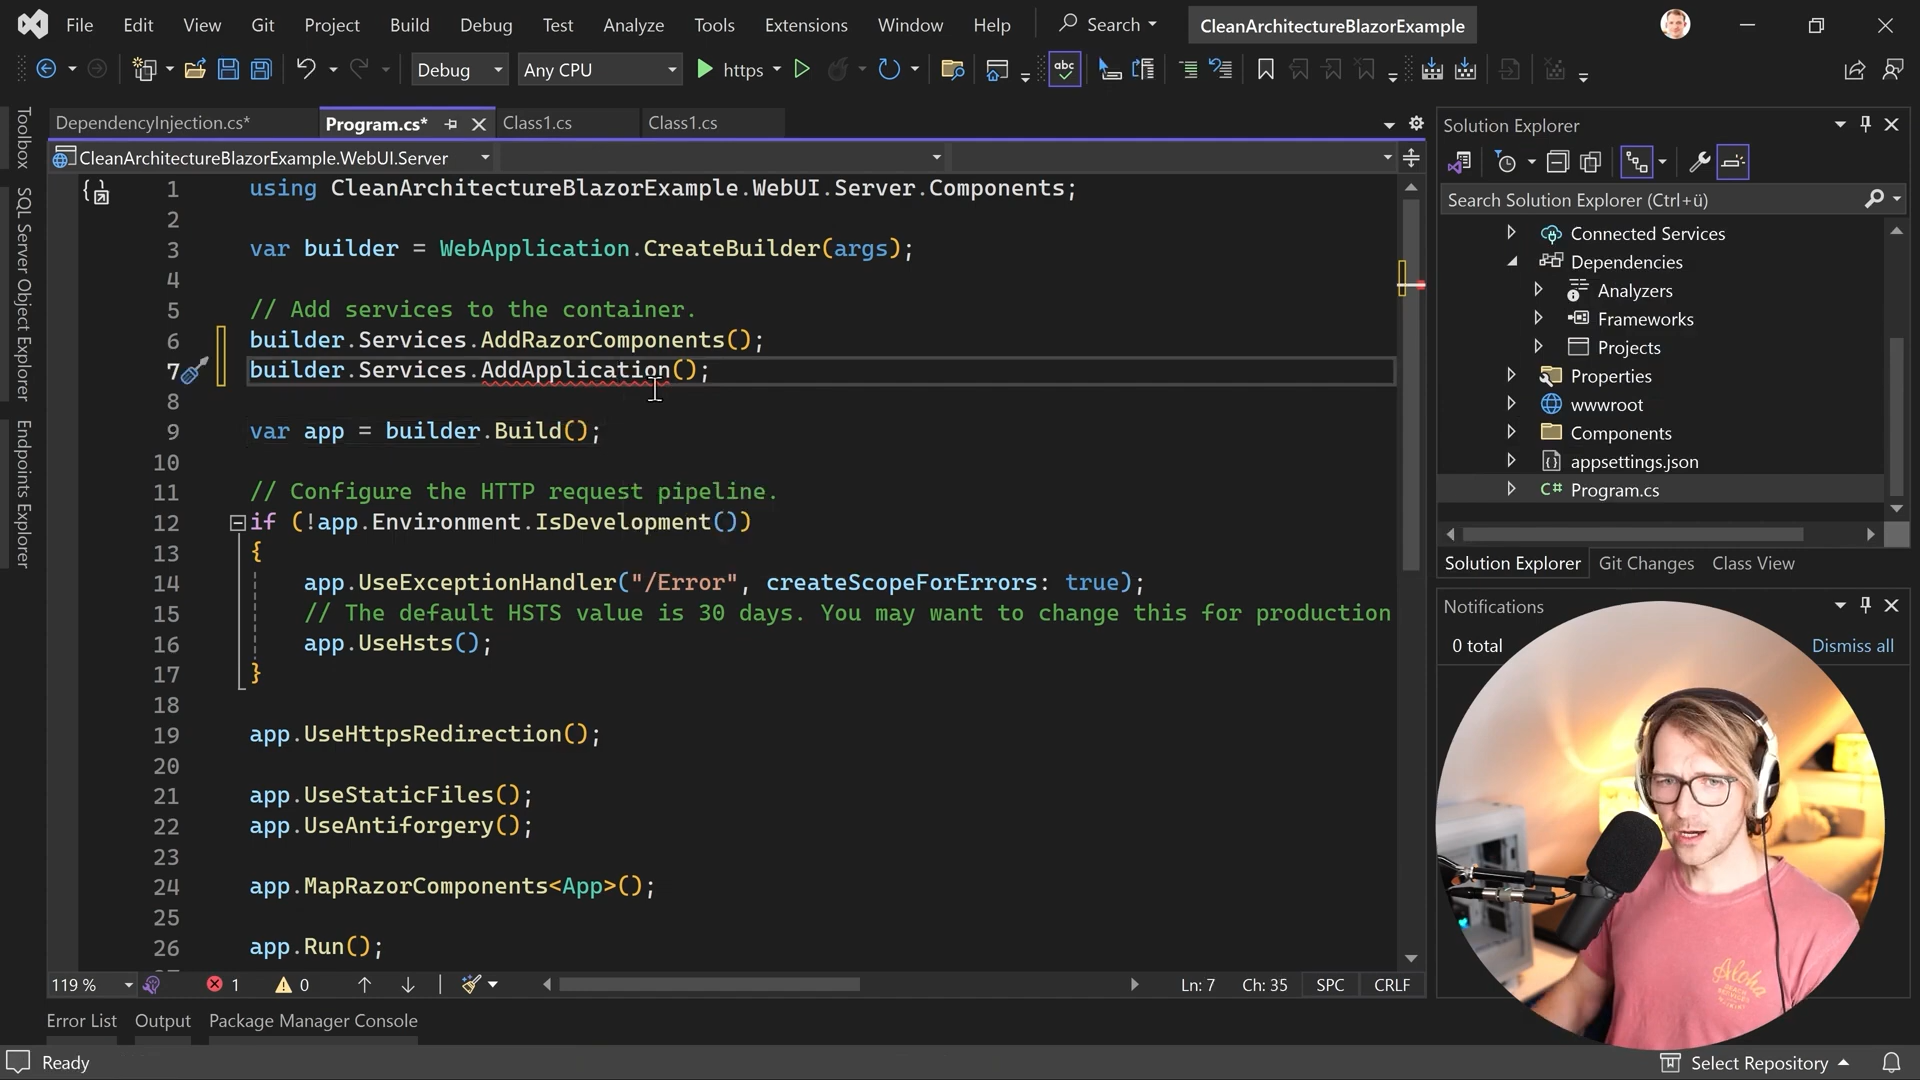 File Edit View Git Project Build Debug Test Analyze Tools Extensions Window Help Search CleanArchitectureBlazorExample
Debug Any CPU https abc
DependencyInjection.cs* Program.cs* Class1.cs Class1.cs
CleanArchitectureBlazorExample.WebUI.Server
Toolbox
SQL Server Object Explorer
Endpoints Explorer
1 using CleanArchitectureBlazorExample.WebUI.Server.Components;
2
3 var builder = WebApplication.CreateBuilder(args);
4
5 // Add services to the container.
6 builder.Services.AddRazorComponents();
7 builder.Services.AddApplication();
8
9 var app = builder.Build();
10
11 // Configure the HTTP request pipeline.
12 if (!app.Environment.IsDevelopment())
13 {
14 app.UseExceptionHandler("/Error", createScopeForErrors: true);
15 // The default HSTS value is 30 days. You may want to change this for production
16 app.UseHsts();
17 }
18
19 app.UseHttpsRedirection();
20
21 app.UseStaticFiles();
22 app.UseAntiforgery();
23
24 app.MapRazorComponents<App>();
25
26 app.Run();
119 % 1 0 Ln: 7 Ch: 35 SPC CRLF
Error List Output Package Manager Console
Ready
Solution Explorer
Search Solution Explorer (Ctrl+ü)
Connected Services
Dependencies
Analyzers
Frameworks
Projects
Properties
wwwroot
Components
appsettings.json
C# Program.cs
Solution Explorer Git Changes Class View
Notifications
0 total Dismiss all
Aloha
Select Repository